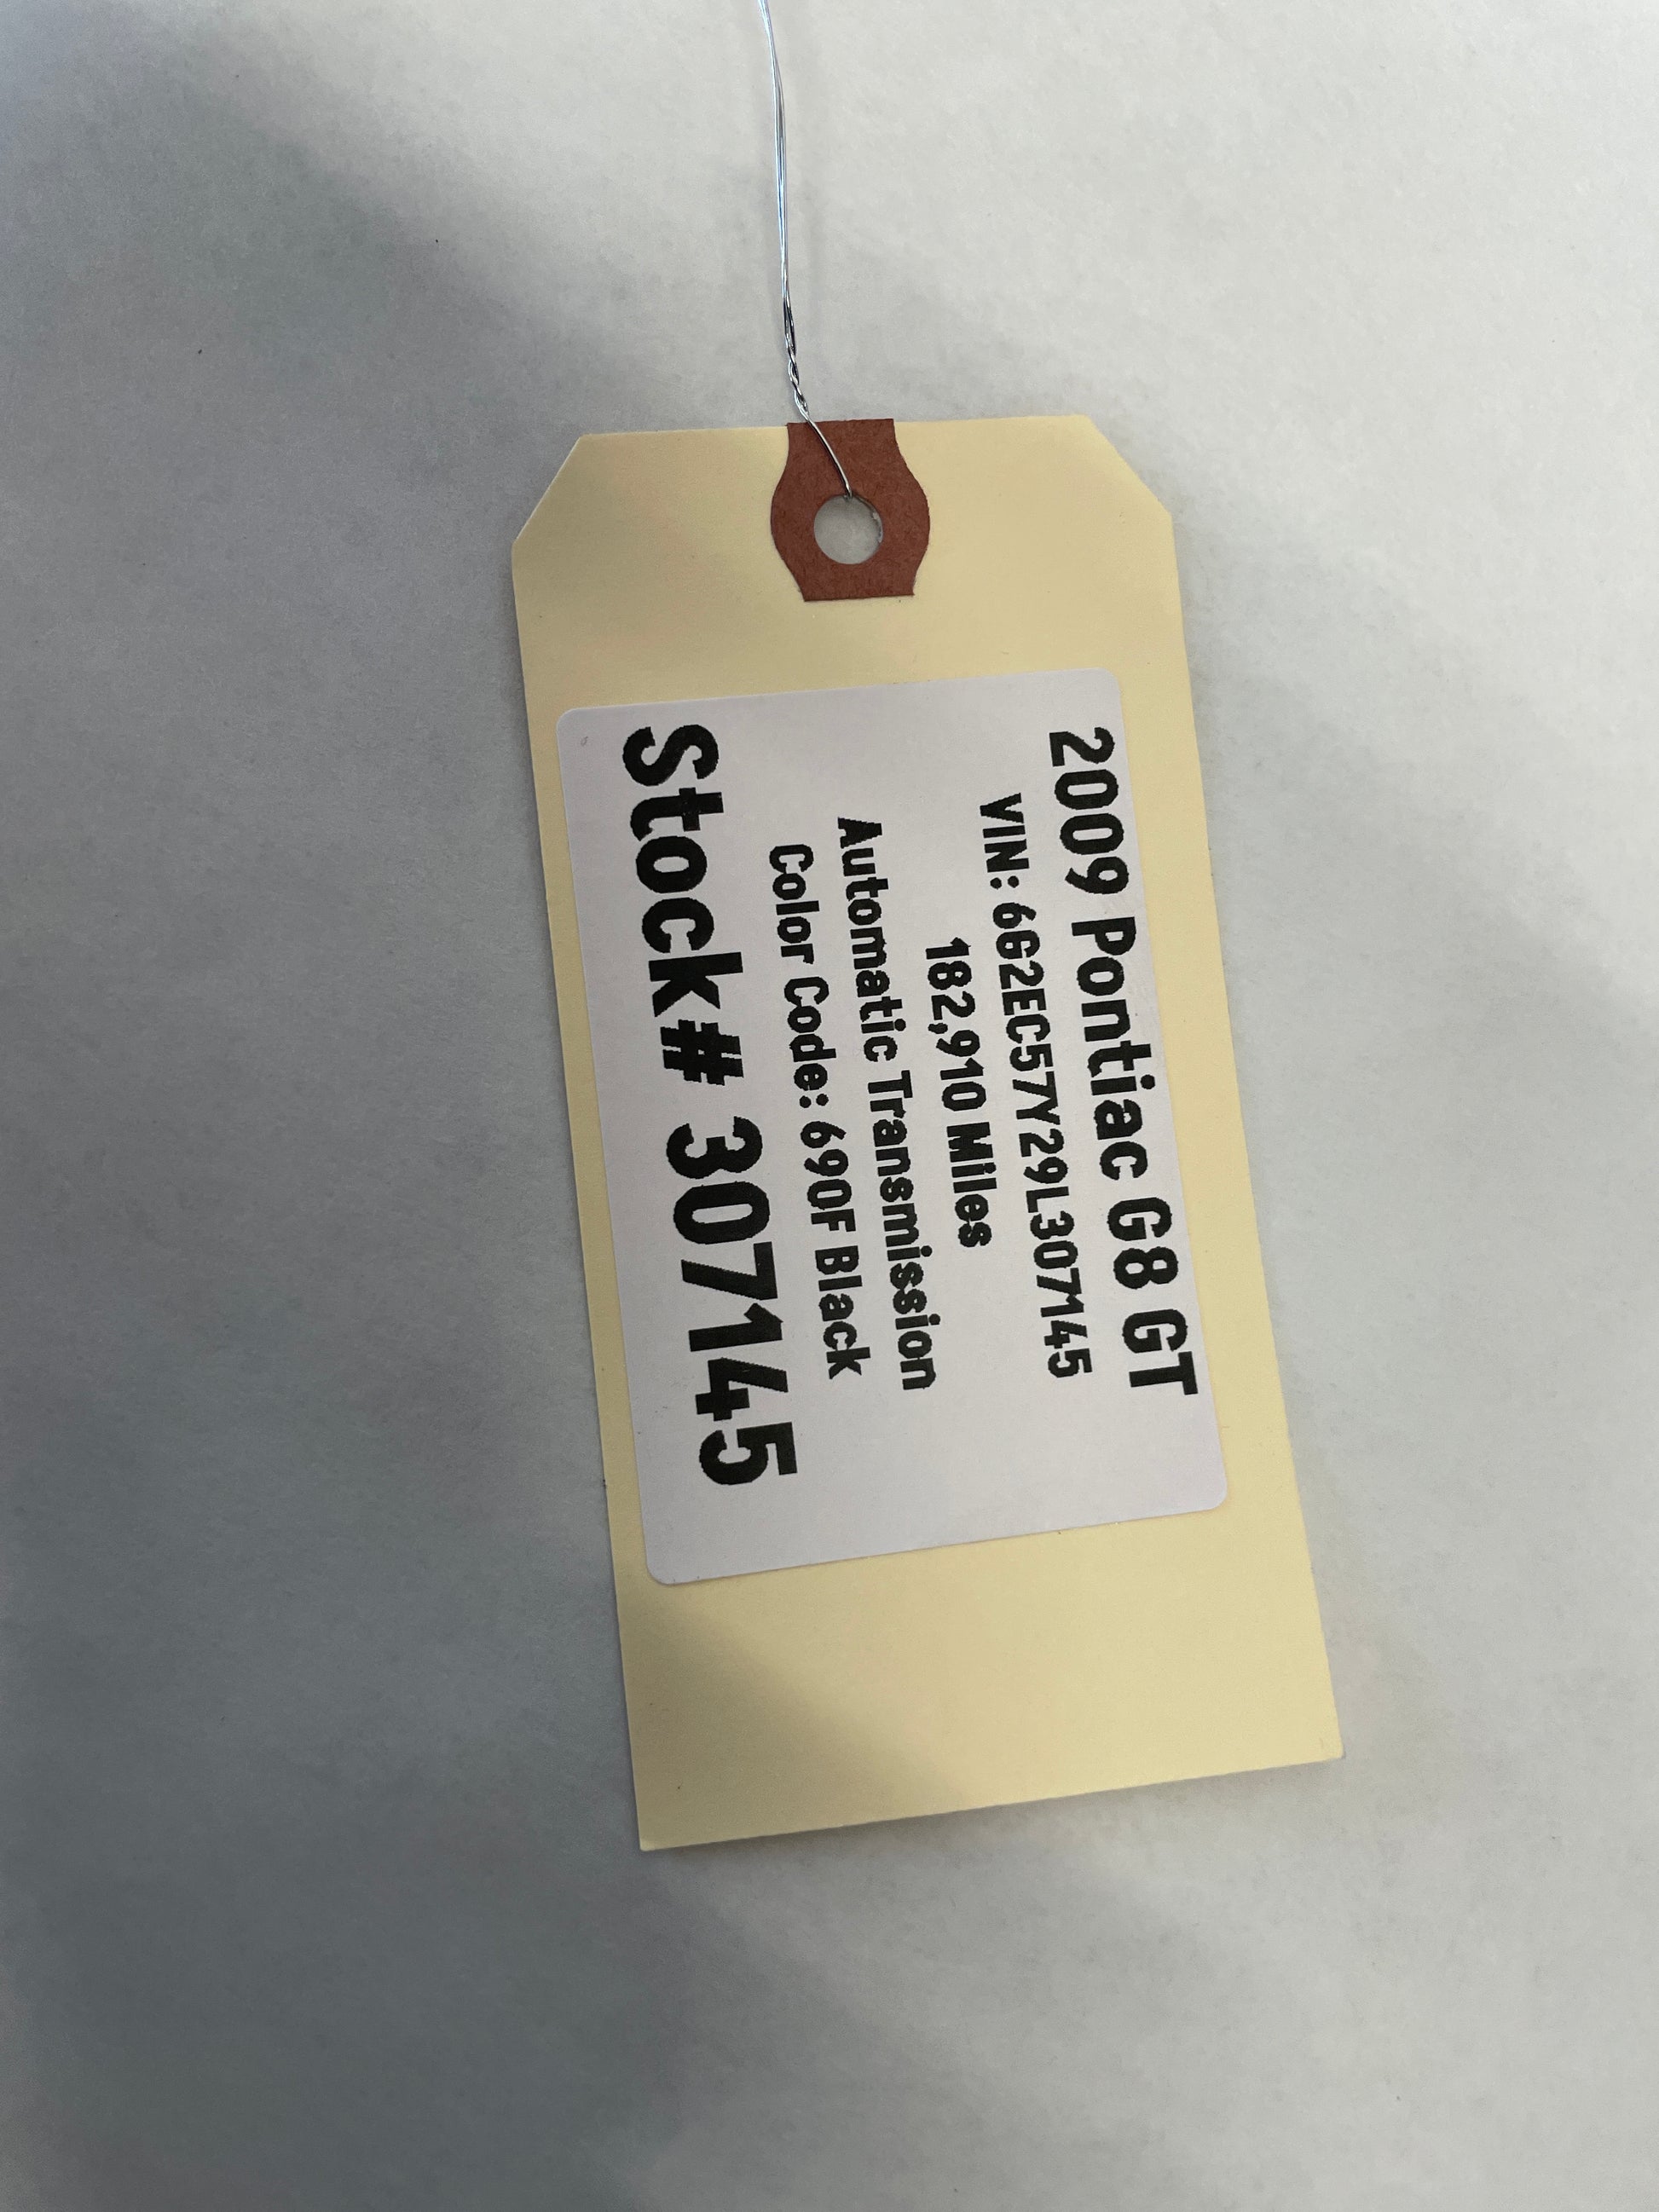 2009 Pontiac G8 GT
VIN: 6G2EC57Y29L307145
182,910 Miles
Automatic Transmission
Color Code: 690F Black
Stock# 307145